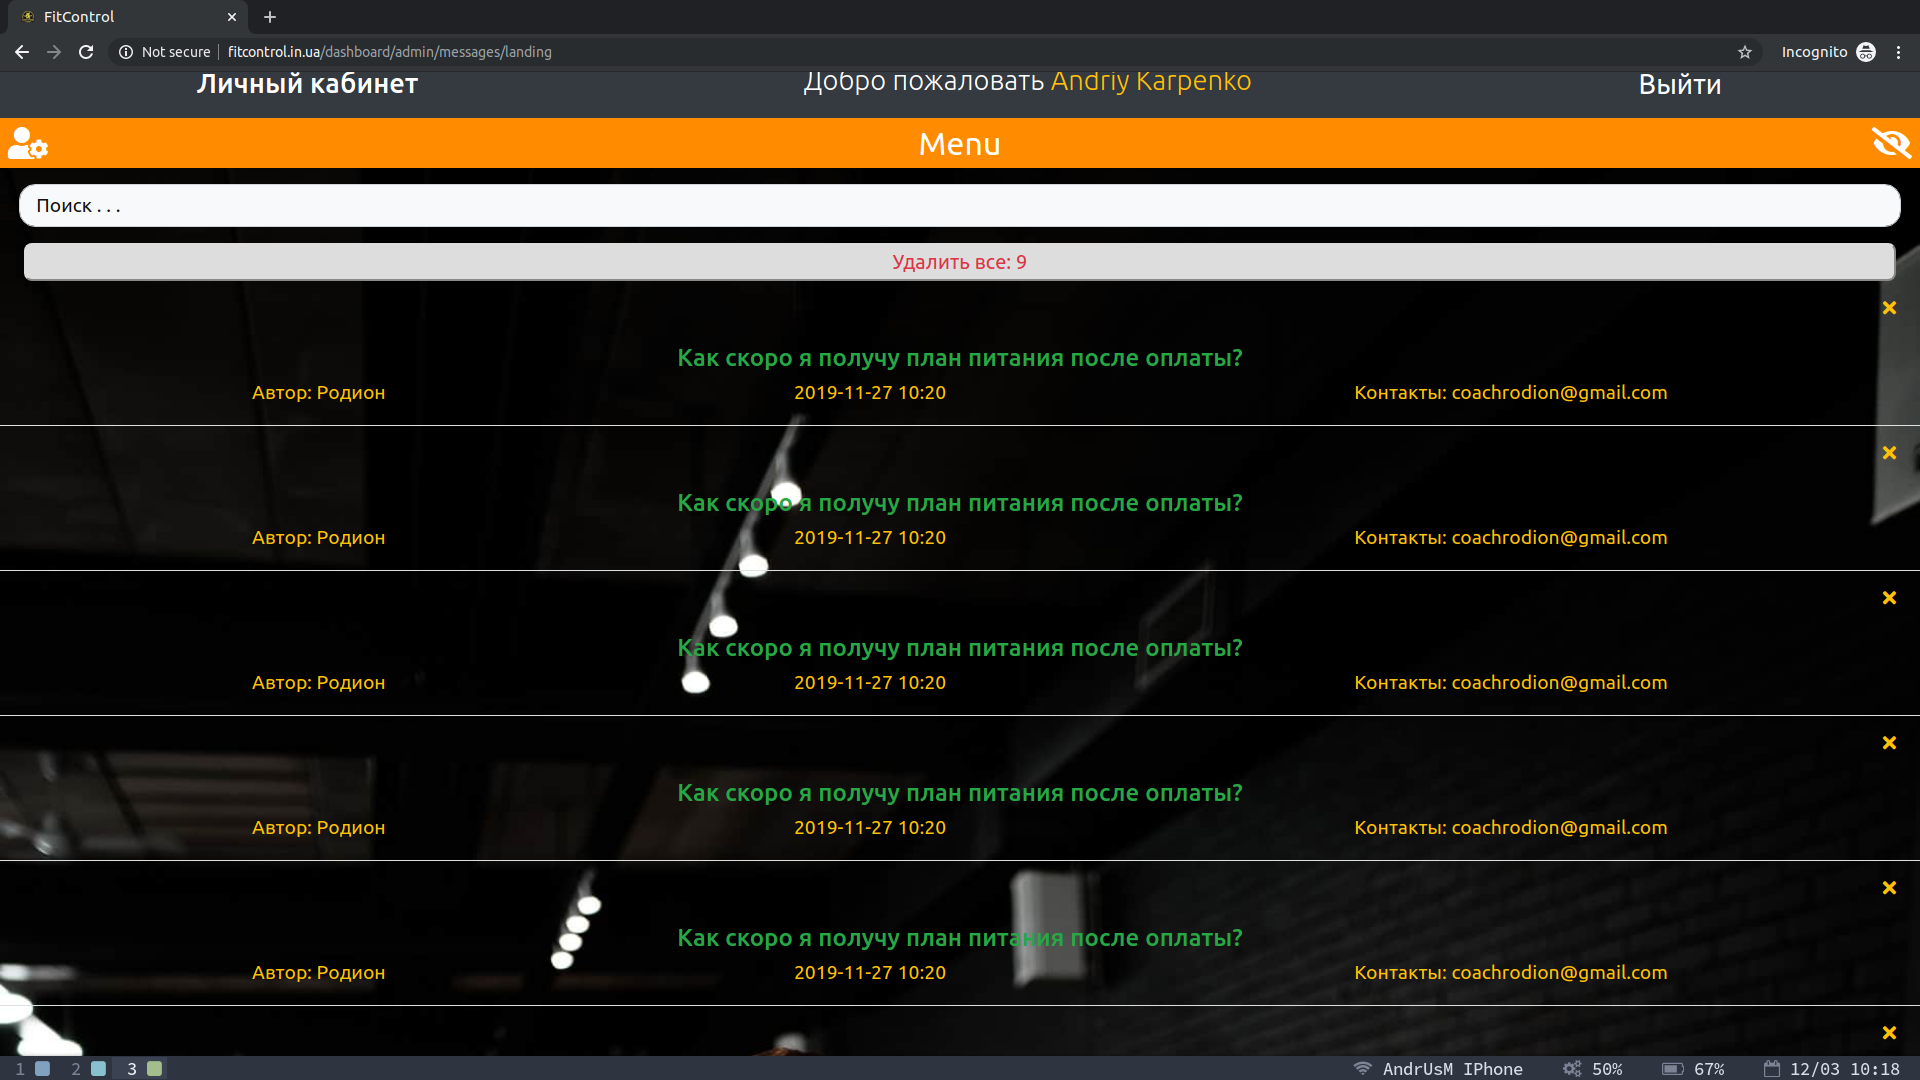 FitControl
Not secure fitcontrol.in.ua/dashboard/admin/messages/landing Incognito
Личный кабинет Добро пожаловать Andriy Karpenko Выйти
Menu
Поиск . . .
Удалить все: 9
Как скоро я получу план питания после оплаты?
Автор: Родион 2019-11-27 10:20 Контакты: coachrodion@gmail.com
Как скоро я получу план питания после оплаты?
Автор: Родион 2019-11-27 10:20 Контакты: coachrodion@gmail.com
Как скоро я получу план питания после оплаты?
Автор: Родион 2019-11-27 10:20 Контакты: coachrodion@gmail.com
Как скоро я получу план питания после оплаты?
Автор: Родион 2019-11-27 10:20 Контакты: coachrodion@gmail.com
Как скоро я получу план питания после оплаты?
Автор: Родион 2019-11-27 10:20 Контакты: coachrodion@gmail.com
1 2 3 AndrUsM IPhone 50% 67% 12/03 10:18